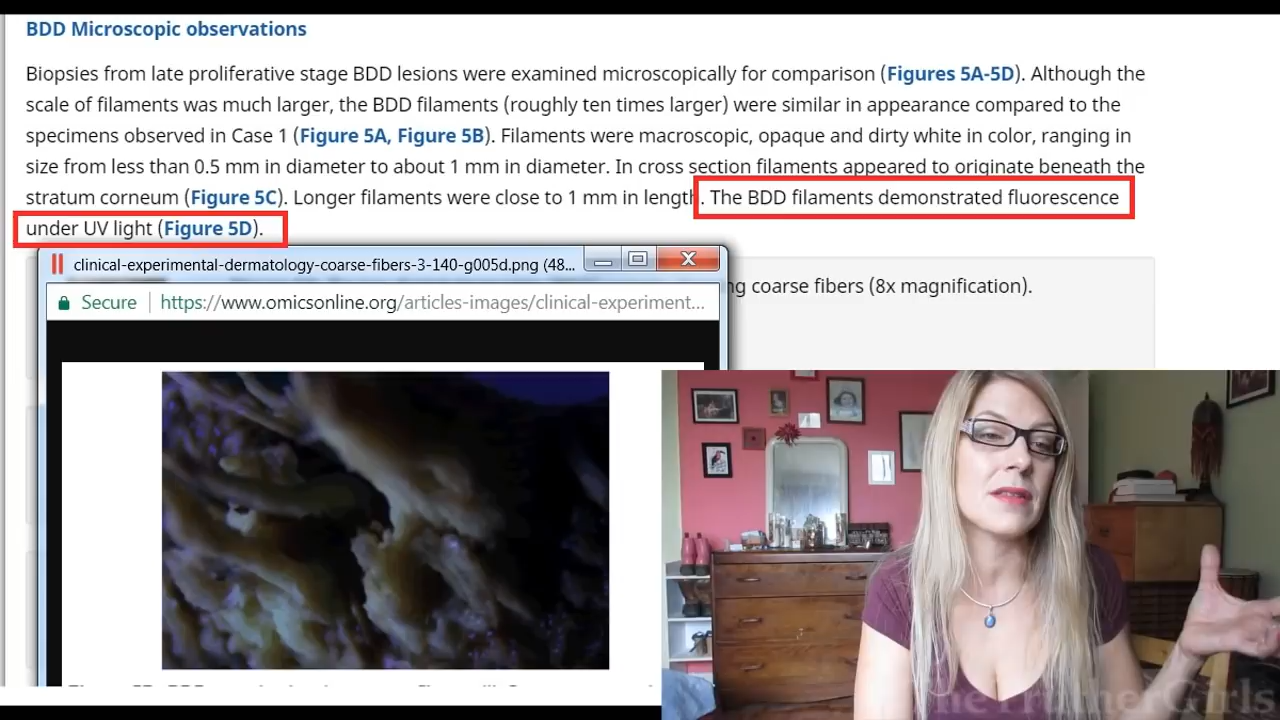 BDD Microscopic observations
Biopsies from late proliferative stage BDD lesions were examined microscopically for comparison (Figures 5A-5D). Although the
scale of filaments was much larger, the BDD filaments (roughly ten times larger) were similar in appearance compared to the
specimens observed in Case 1 (Figure 5A, Figure 5B). Filaments were macroscopic, opaque and dirty white in color, ranging in
size from less than 0.5 mm in diameter to about 1 mm in diameter. In cross section filaments appeared to originate beneath the
stratum corneum (Figure 5C). Longer filaments were close to 1 mm in length. The BDD filaments demonstrated fluorescence
under UV light (Figure 5D).
clinical-experimental-dermatology-coarse-fibers-3-140-g005d.png (48...
ng coarse fibers (8x magnification).
Secure https://www.omicsonline.org/articles-images/clinical-experiment...
TheTrutherGirls